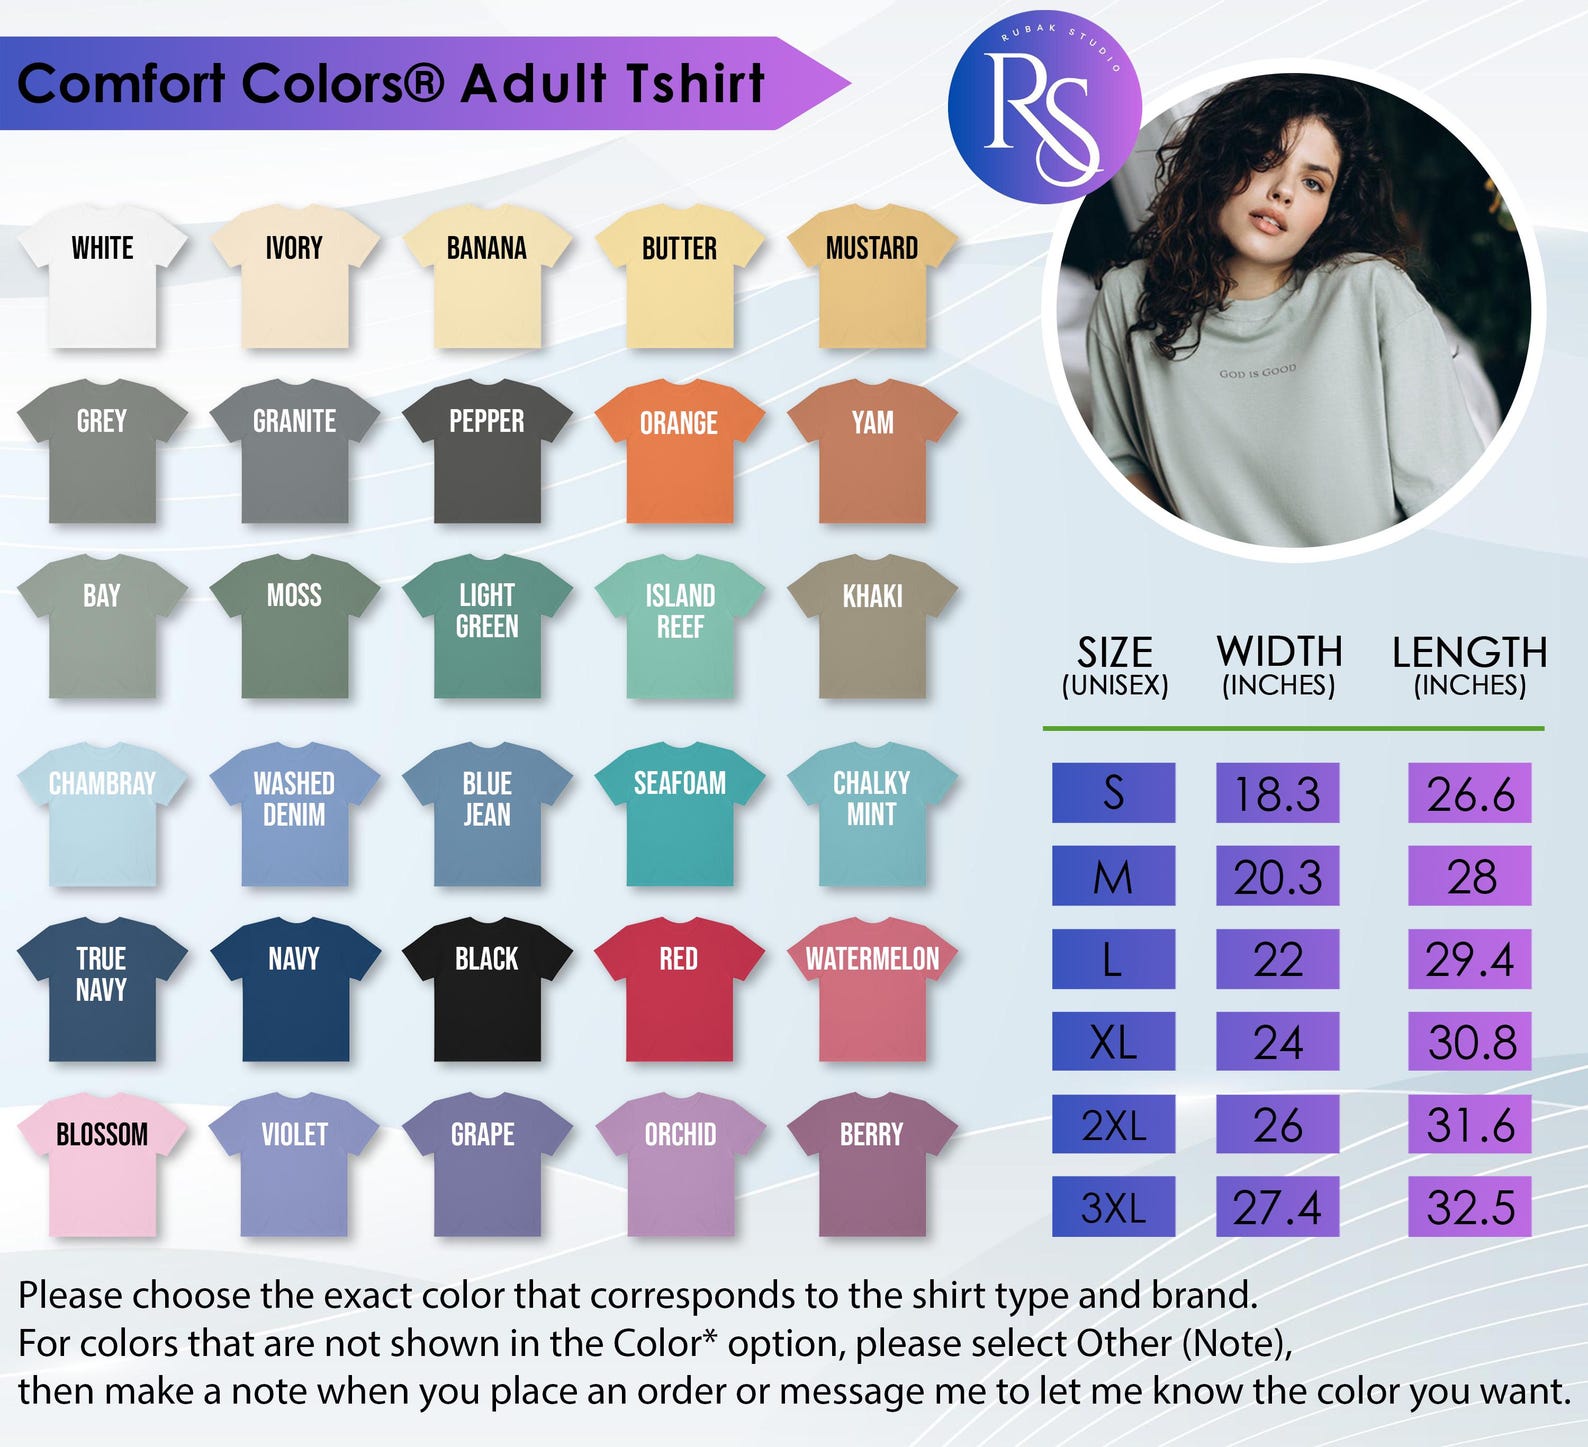 Comfort Colors® Adult Tshirt
RUBAK STUDIO
RS
WHITE
IVORY
BANANA
BUTTER
MUSTARD
GOD IS GOOD
GREY
GRANITE
PEPPER
ORANGE
YAM
BAY
MOSS
LIGHT
GREEN
ISLAND
REEF
KHAKI
CHAMBRAY
WASHED
DENIM
BLUE
JEAN
SEAFOAM
CHALKY
MINT
TRUE
NAVY
NAVY
BLACK
RED
WATERMELON
BLOSSOM
VIOLET
GRAPE
ORCHID
BERRY
SIZE WIDTH LENGTH
(UNISEX) (INCHES) (INCHES)
S 18.3 26.6
M 20.3 28
L 22 29.4
XL 24 30.8
2XL 26 31.6
3XL 27.4 32.5
Please choose the exact color that corresponds to the shirt type and brand.
For colors that are not shown in the Color* option, please select Other (Note),
then make a note when you place an order or message me to let me know the color you want.